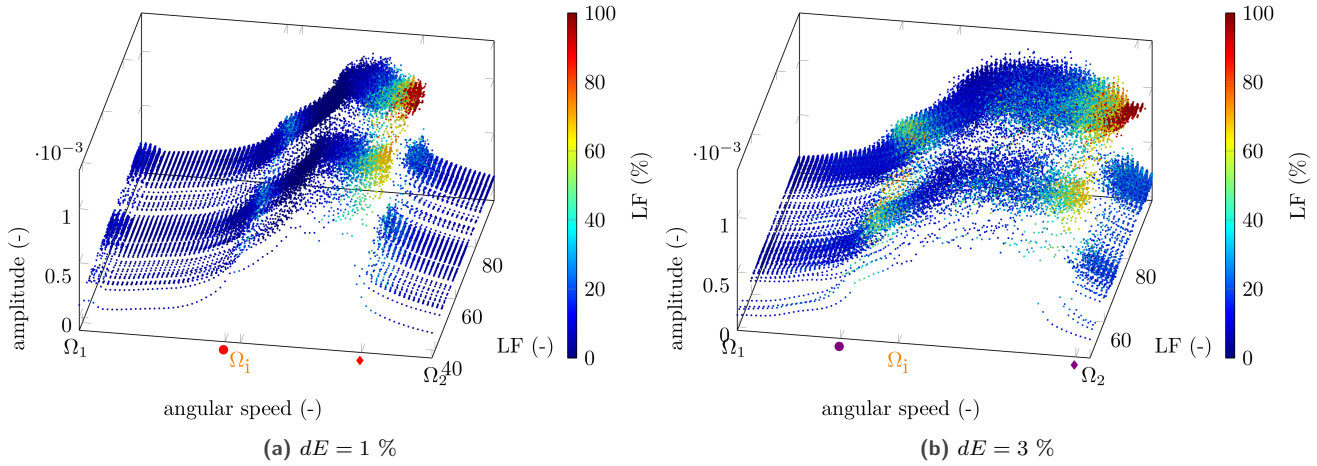 ·10⁻³
1
0.5
0
amplitude (-)
Ω₁
Ωᵢ
Ω₂
angular speed (-)
40
60
80
LF (-)
100
80
60
40
20
0
LF (%)
(a) dE = 1 %
·10⁻³
1
0.5
0
amplitude (-)
Ω₁
Ωᵢ
Ω₂
angular speed (-)
60
80
LF (-)
100
80
60
40
20
0
LF (%)
(b) dE = 3 %